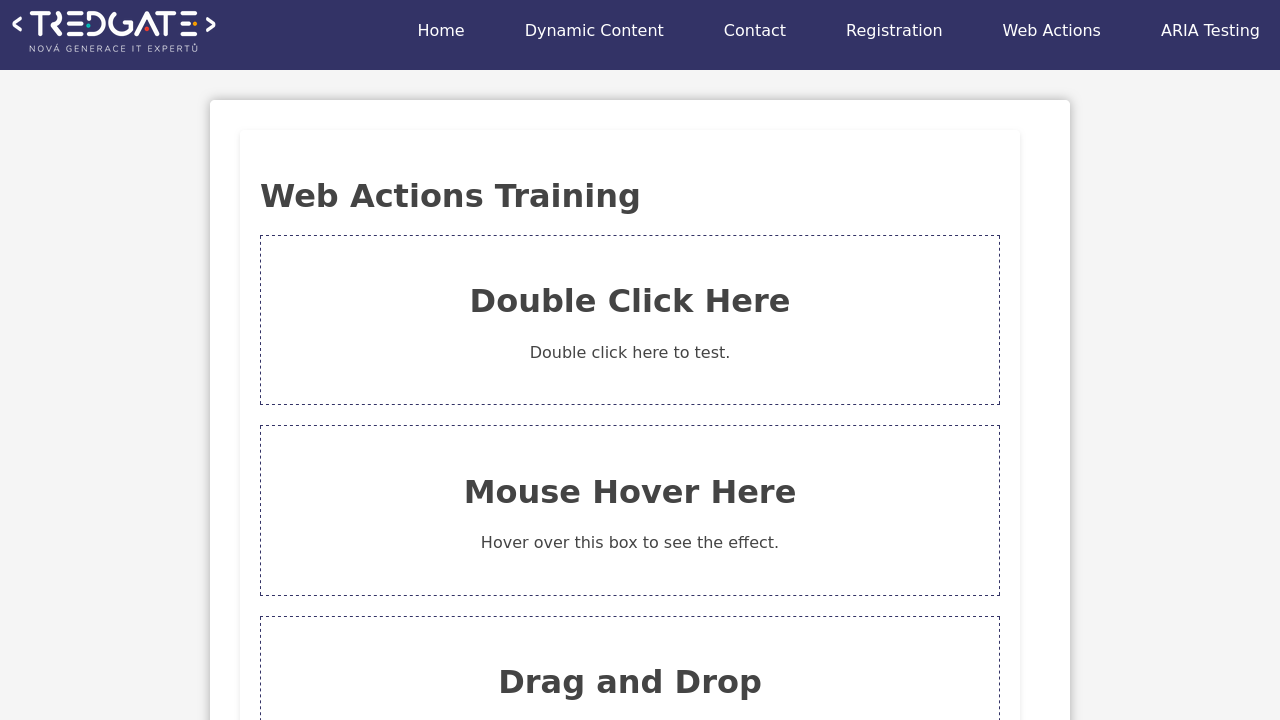 <TREDGATE>
NOVÁ GENERACE IT EXPERTŮ
Home
Dynamic Content
Contact
Registration
Web Actions
ARIA Testing
Web Actions Training
Double Click Here
Double click here to test.
Mouse Hover Here
Hover over this box to see the effect.
Drag and Drop